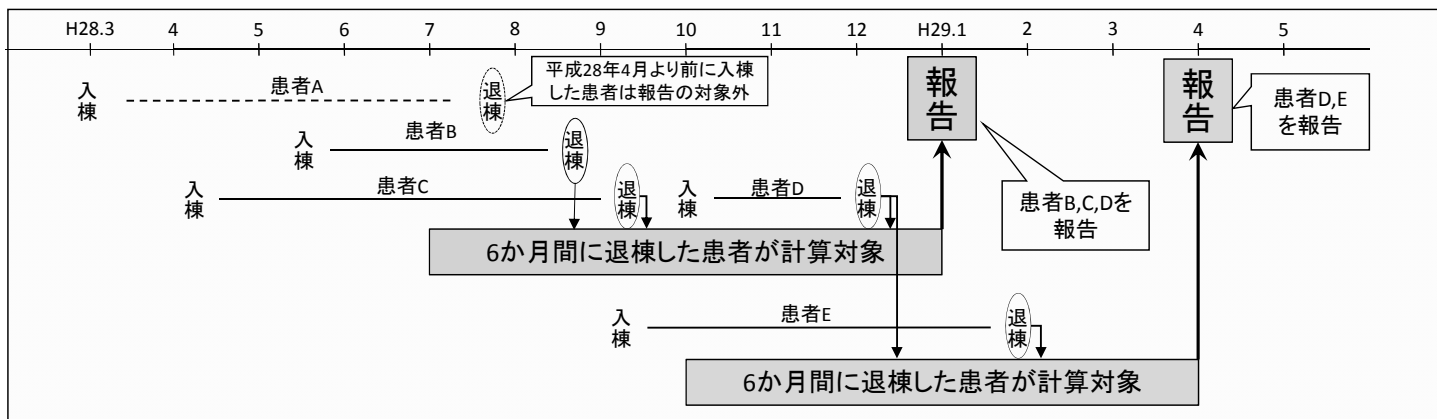 H28.3 4 5 6 7 8 9 10 11 12 H29.1 2 3 4 5
入棟
患者A
退棟
平成28年4月より前に入棟
した患者は報告の対象外
報告
報告
患者D,E
を報告
入棟
患者B
退棟
入棟
患者C
退棟
入棟
患者D
退棟
患者B,C,Dを
報告
6か月間に退棟した患者が計算対象
入棟
患者E
退棟
6か月間に退棟した患者が計算対象